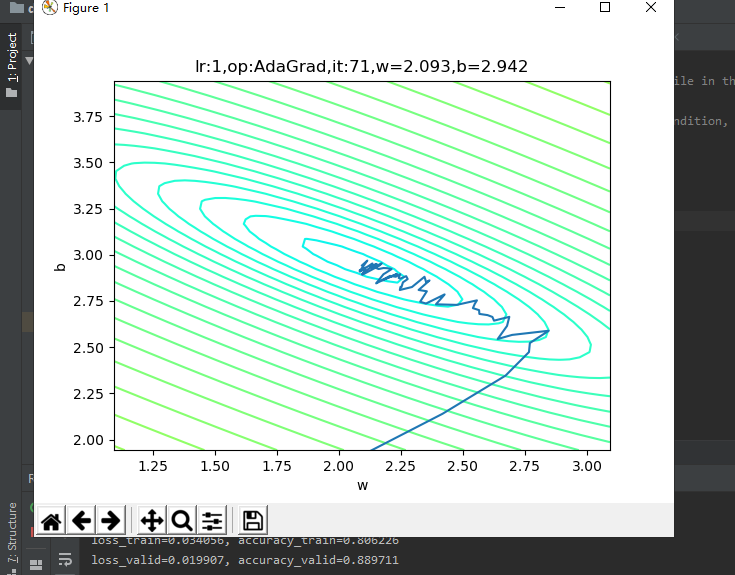 Figure 1
1: Project
lr:1,op:AdaGrad,it:71,w=2.093,b=2.942
ile in th
ndition,
3.75
3.50
3.25
3.00
2.75
2.50
2.25
2.00
b
1.25 1.50 1.75 2.00 2.25 2.50 2.75 3.00
w
7: Structure
loss_train=0.034056, accuracy_train=0.806226
loss_valid=0.019907, accuracy_valid=0.889711